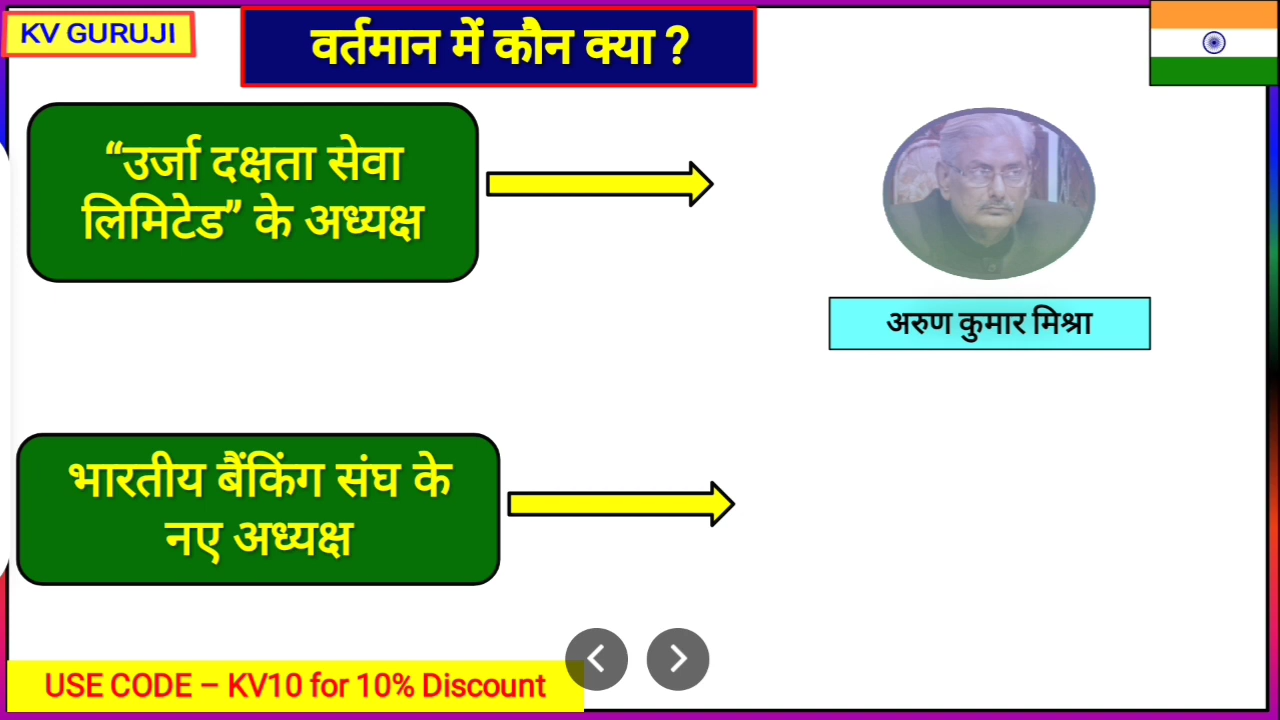 KV GURUJI
वर्तमान में कौन क्या ?
“उर्जा दक्षता सेवा
लिमिटेड” के अध्यक्ष
अरुण कुमार मिश्रा
भारतीय बैंकिंग संघ के
नए अध्यक्ष
USE CODE – KV10 for 10% Discount